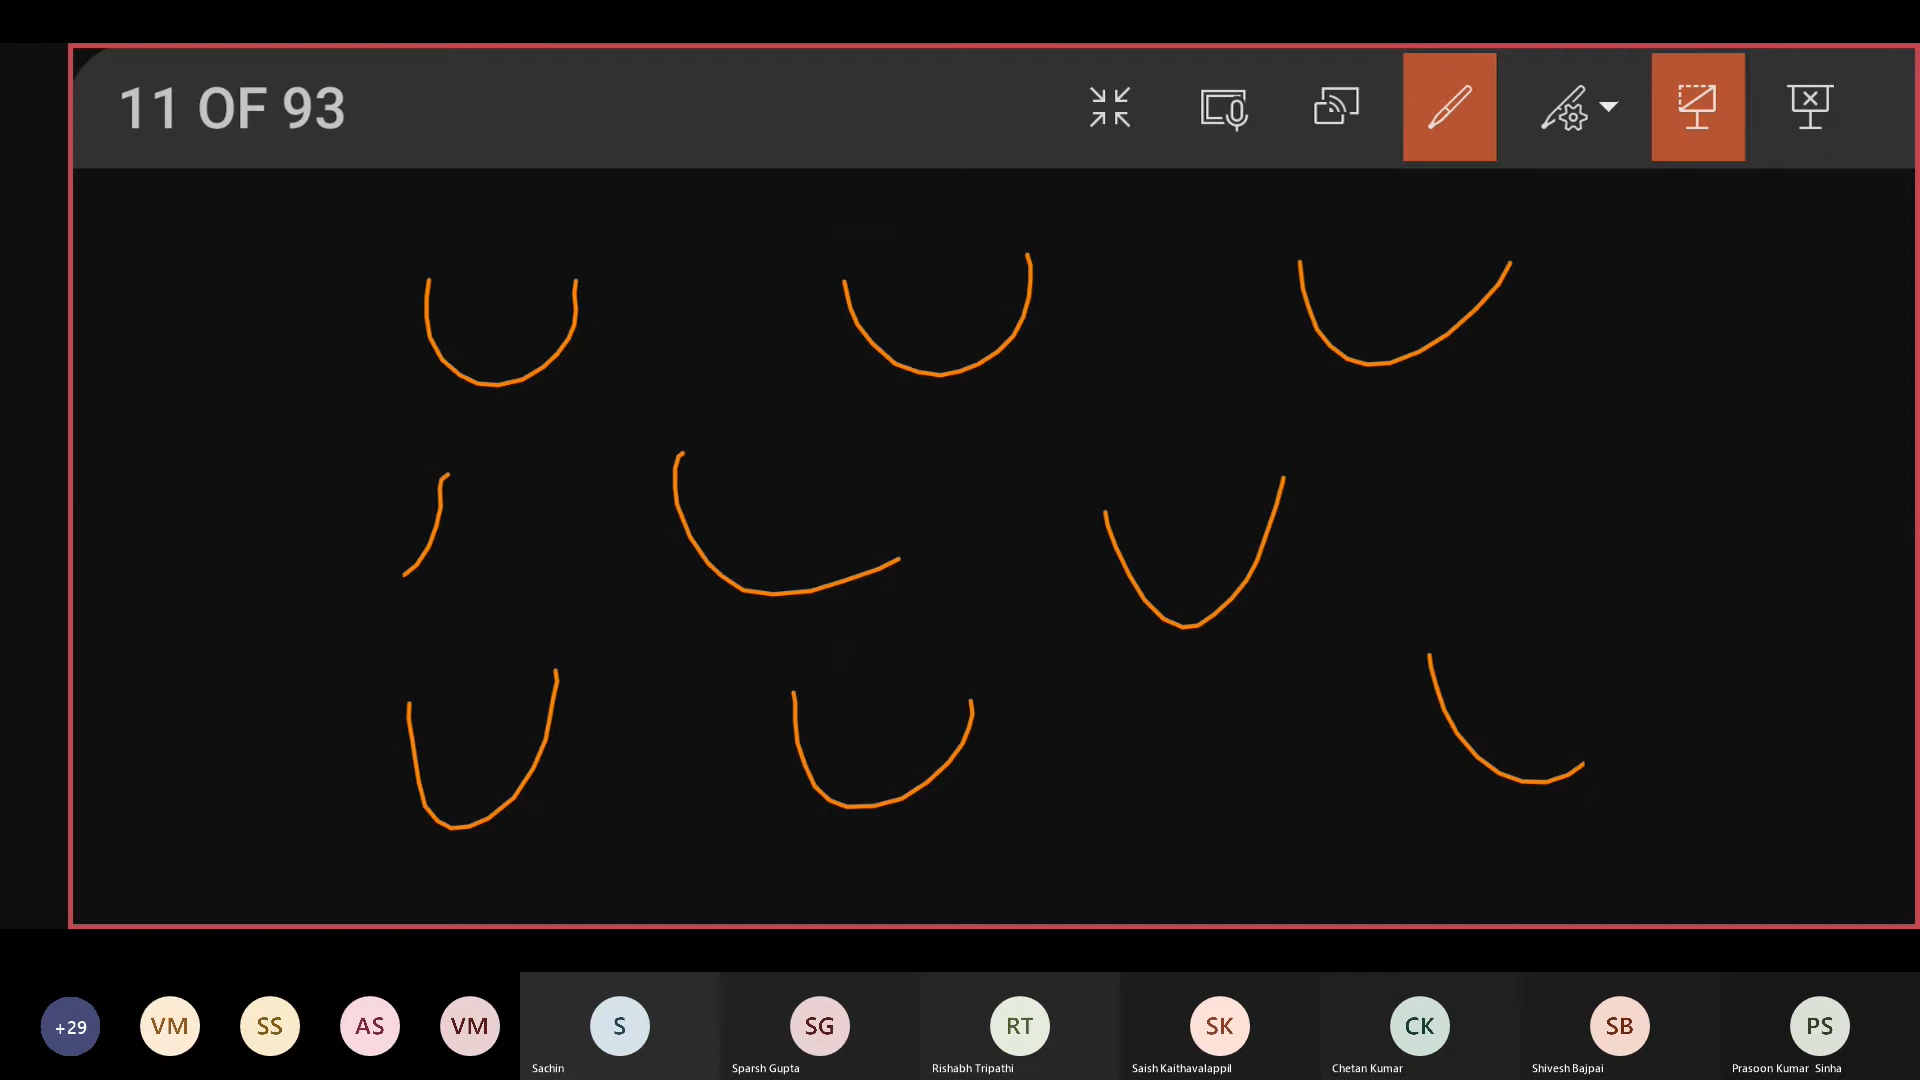 11 OF 93
+29 VM SS AS VM S SG RT SK CK SB PS
Sachin Sparsh Gupta Rishabh Tripathi Saish Kaithavalappil Chetan Kumar Shivesh Bajpai Prasoon Kumar Sinha